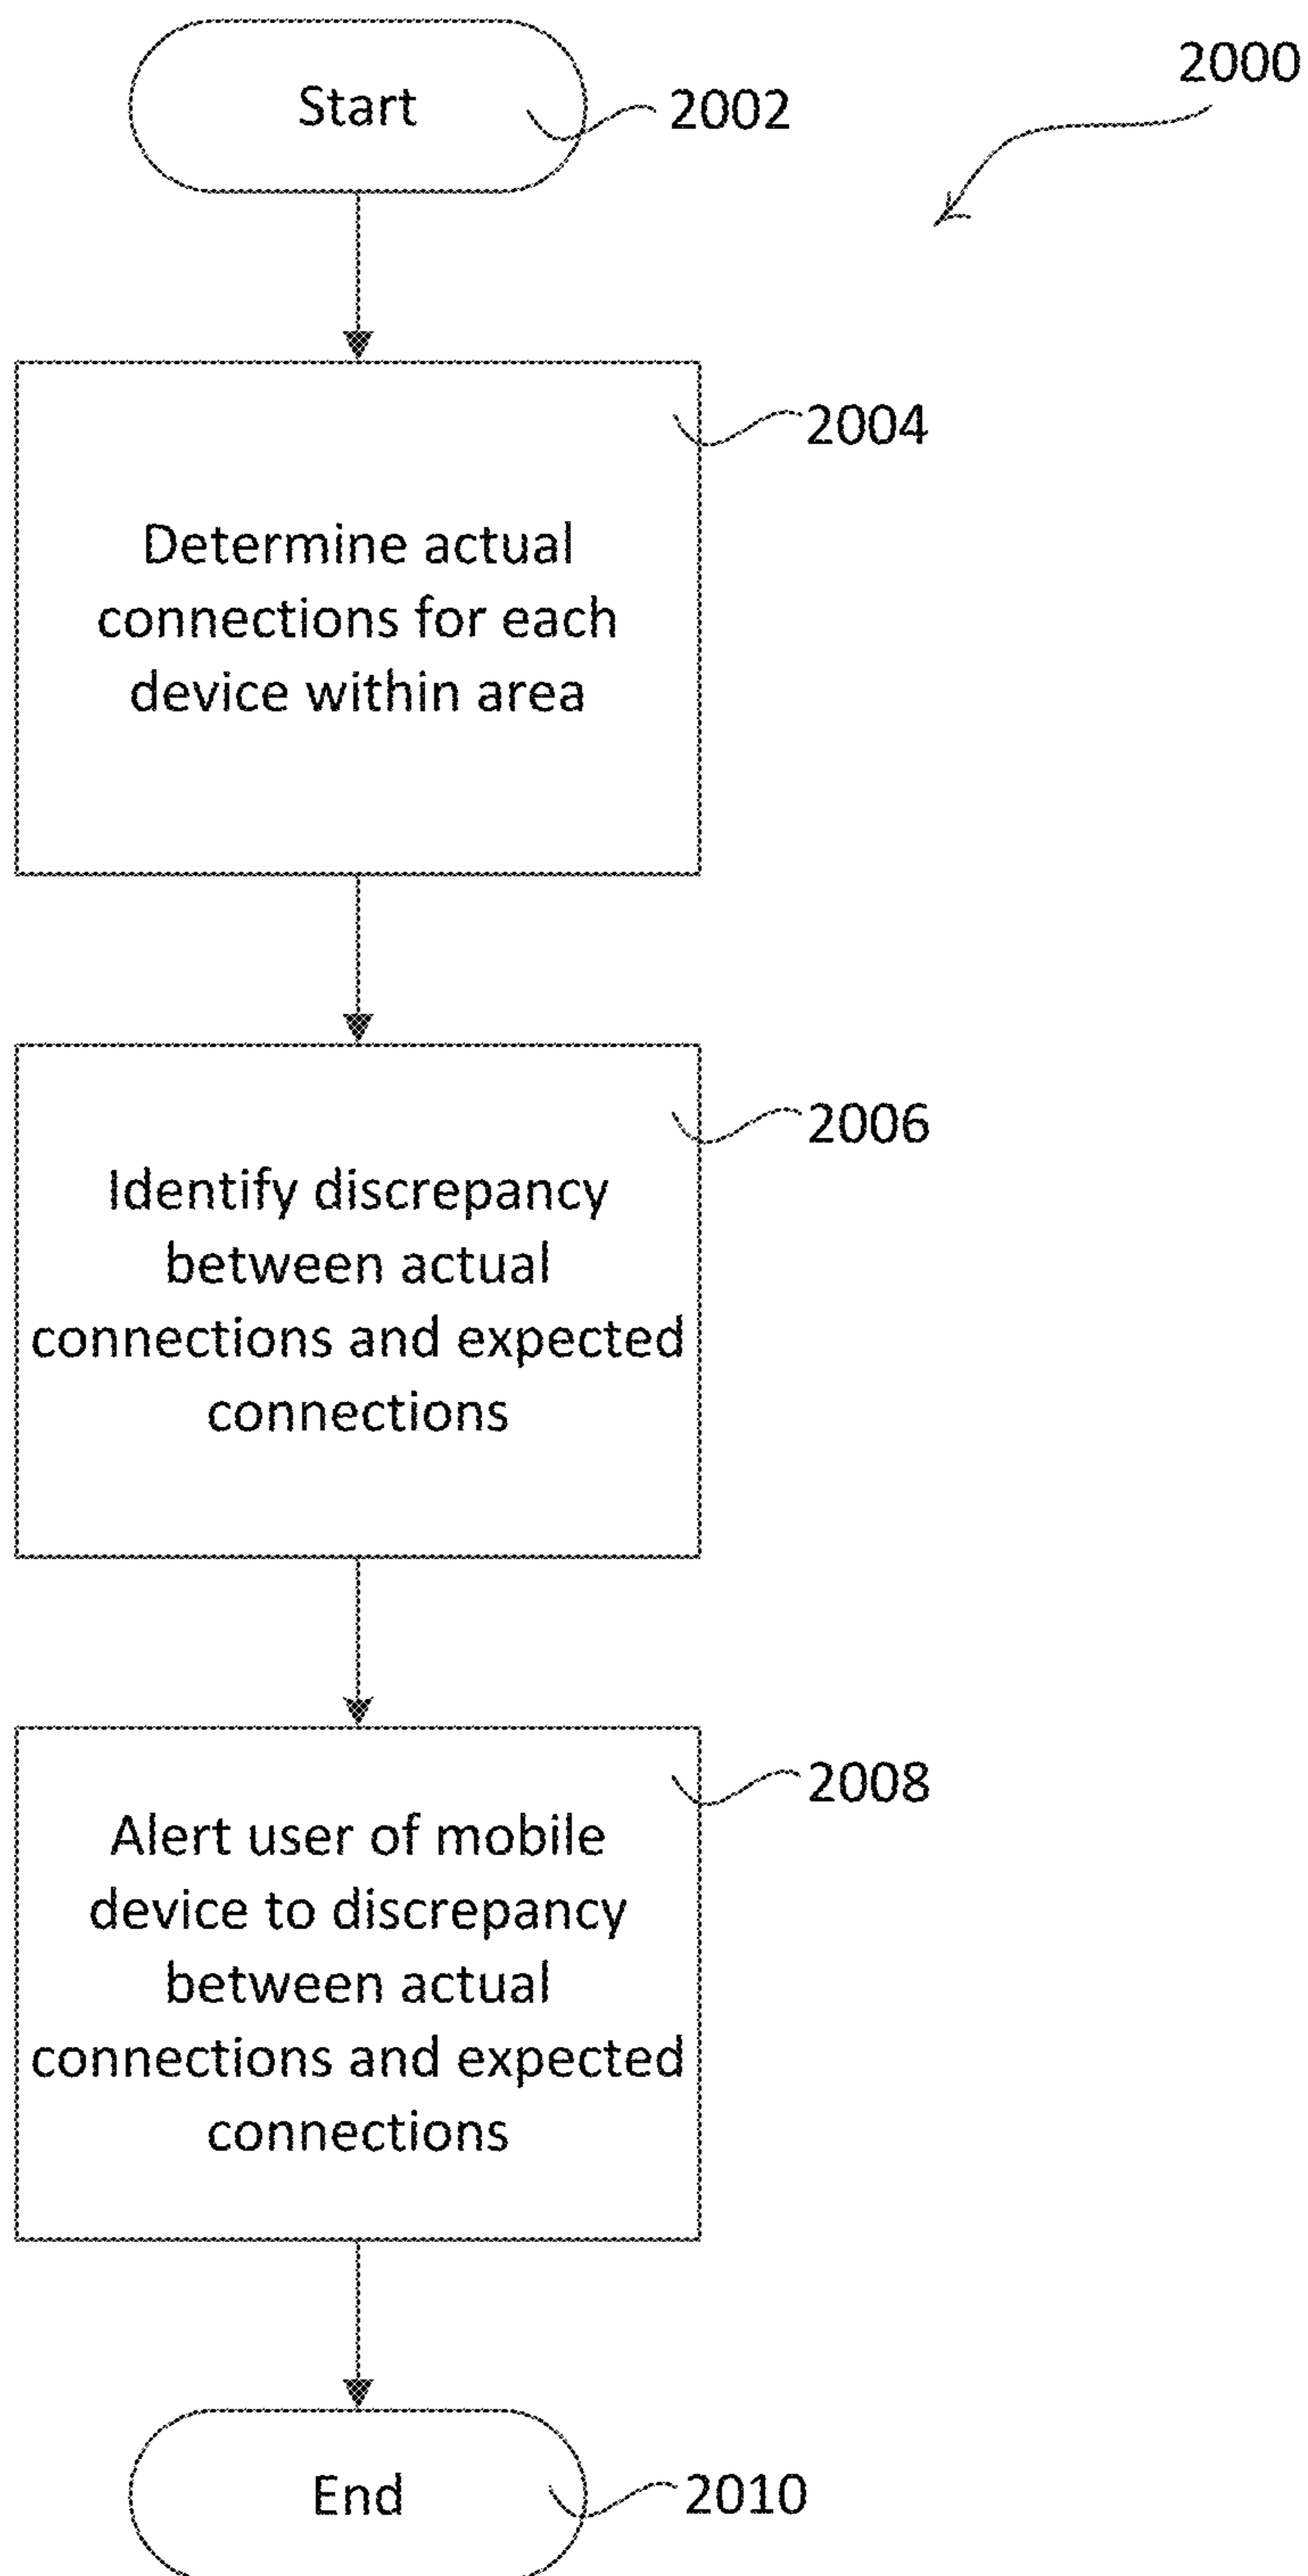 2000
Start
2002
2004
Determine actual
connections for each
device within area
2006
Identify discrepancy
between actual
connections and expected
connections
2008
Alert user of mobile
device to discrepancy
between actual
connections and expected
connections
End
2010